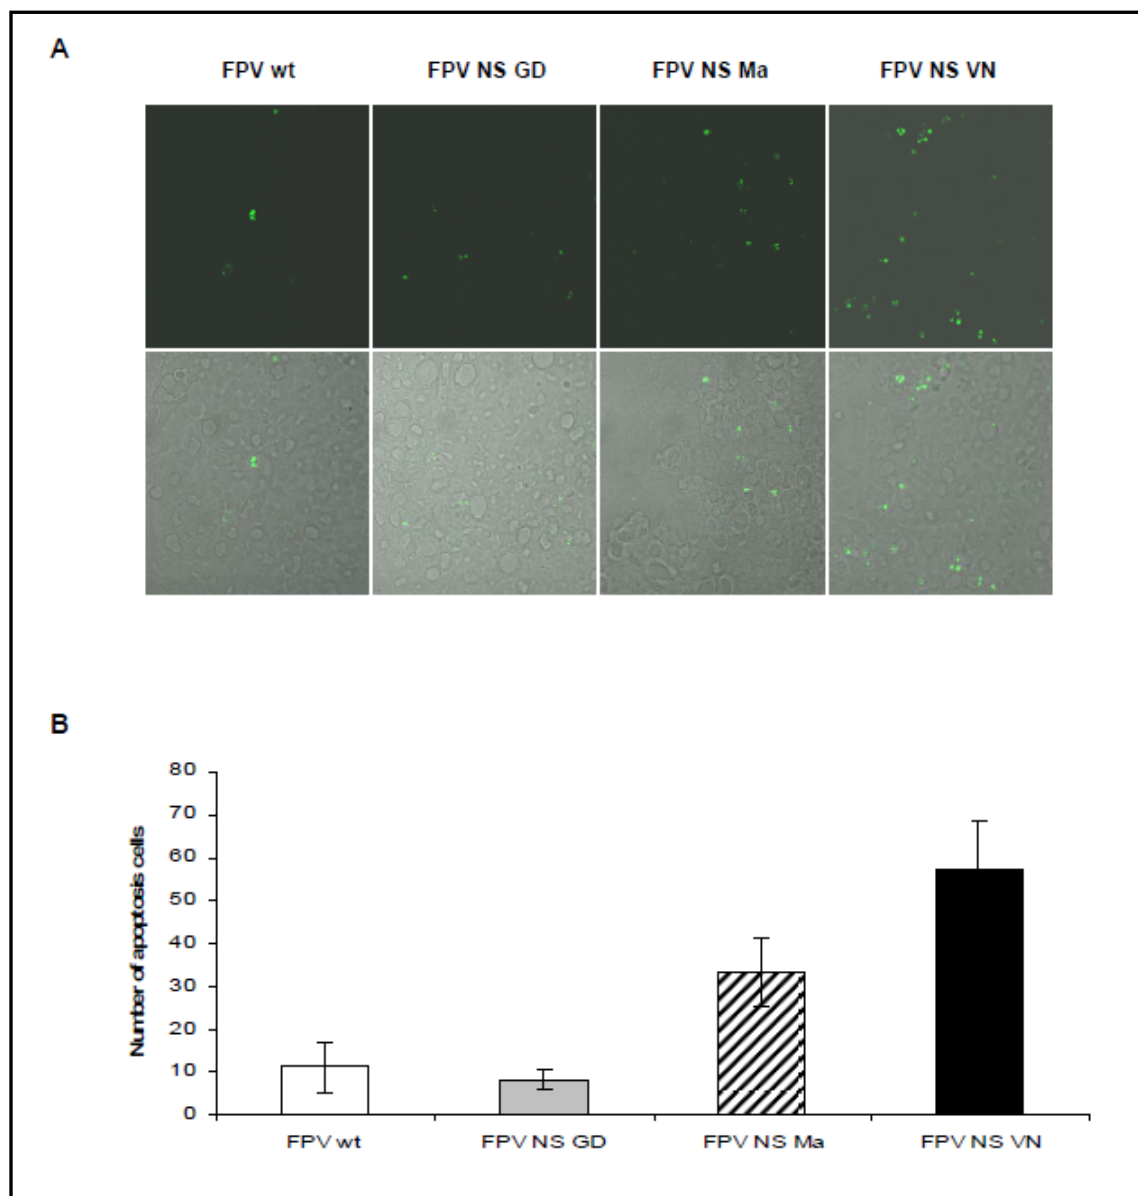 A
FPV wt FPV NS GD FPV NS Ma FPV NS VN
B
Number of apoptosis cells
80
70
60
50
40
30
20
10
0
FPV wt FPV NS GD FPV NS Ma FPV NS VN